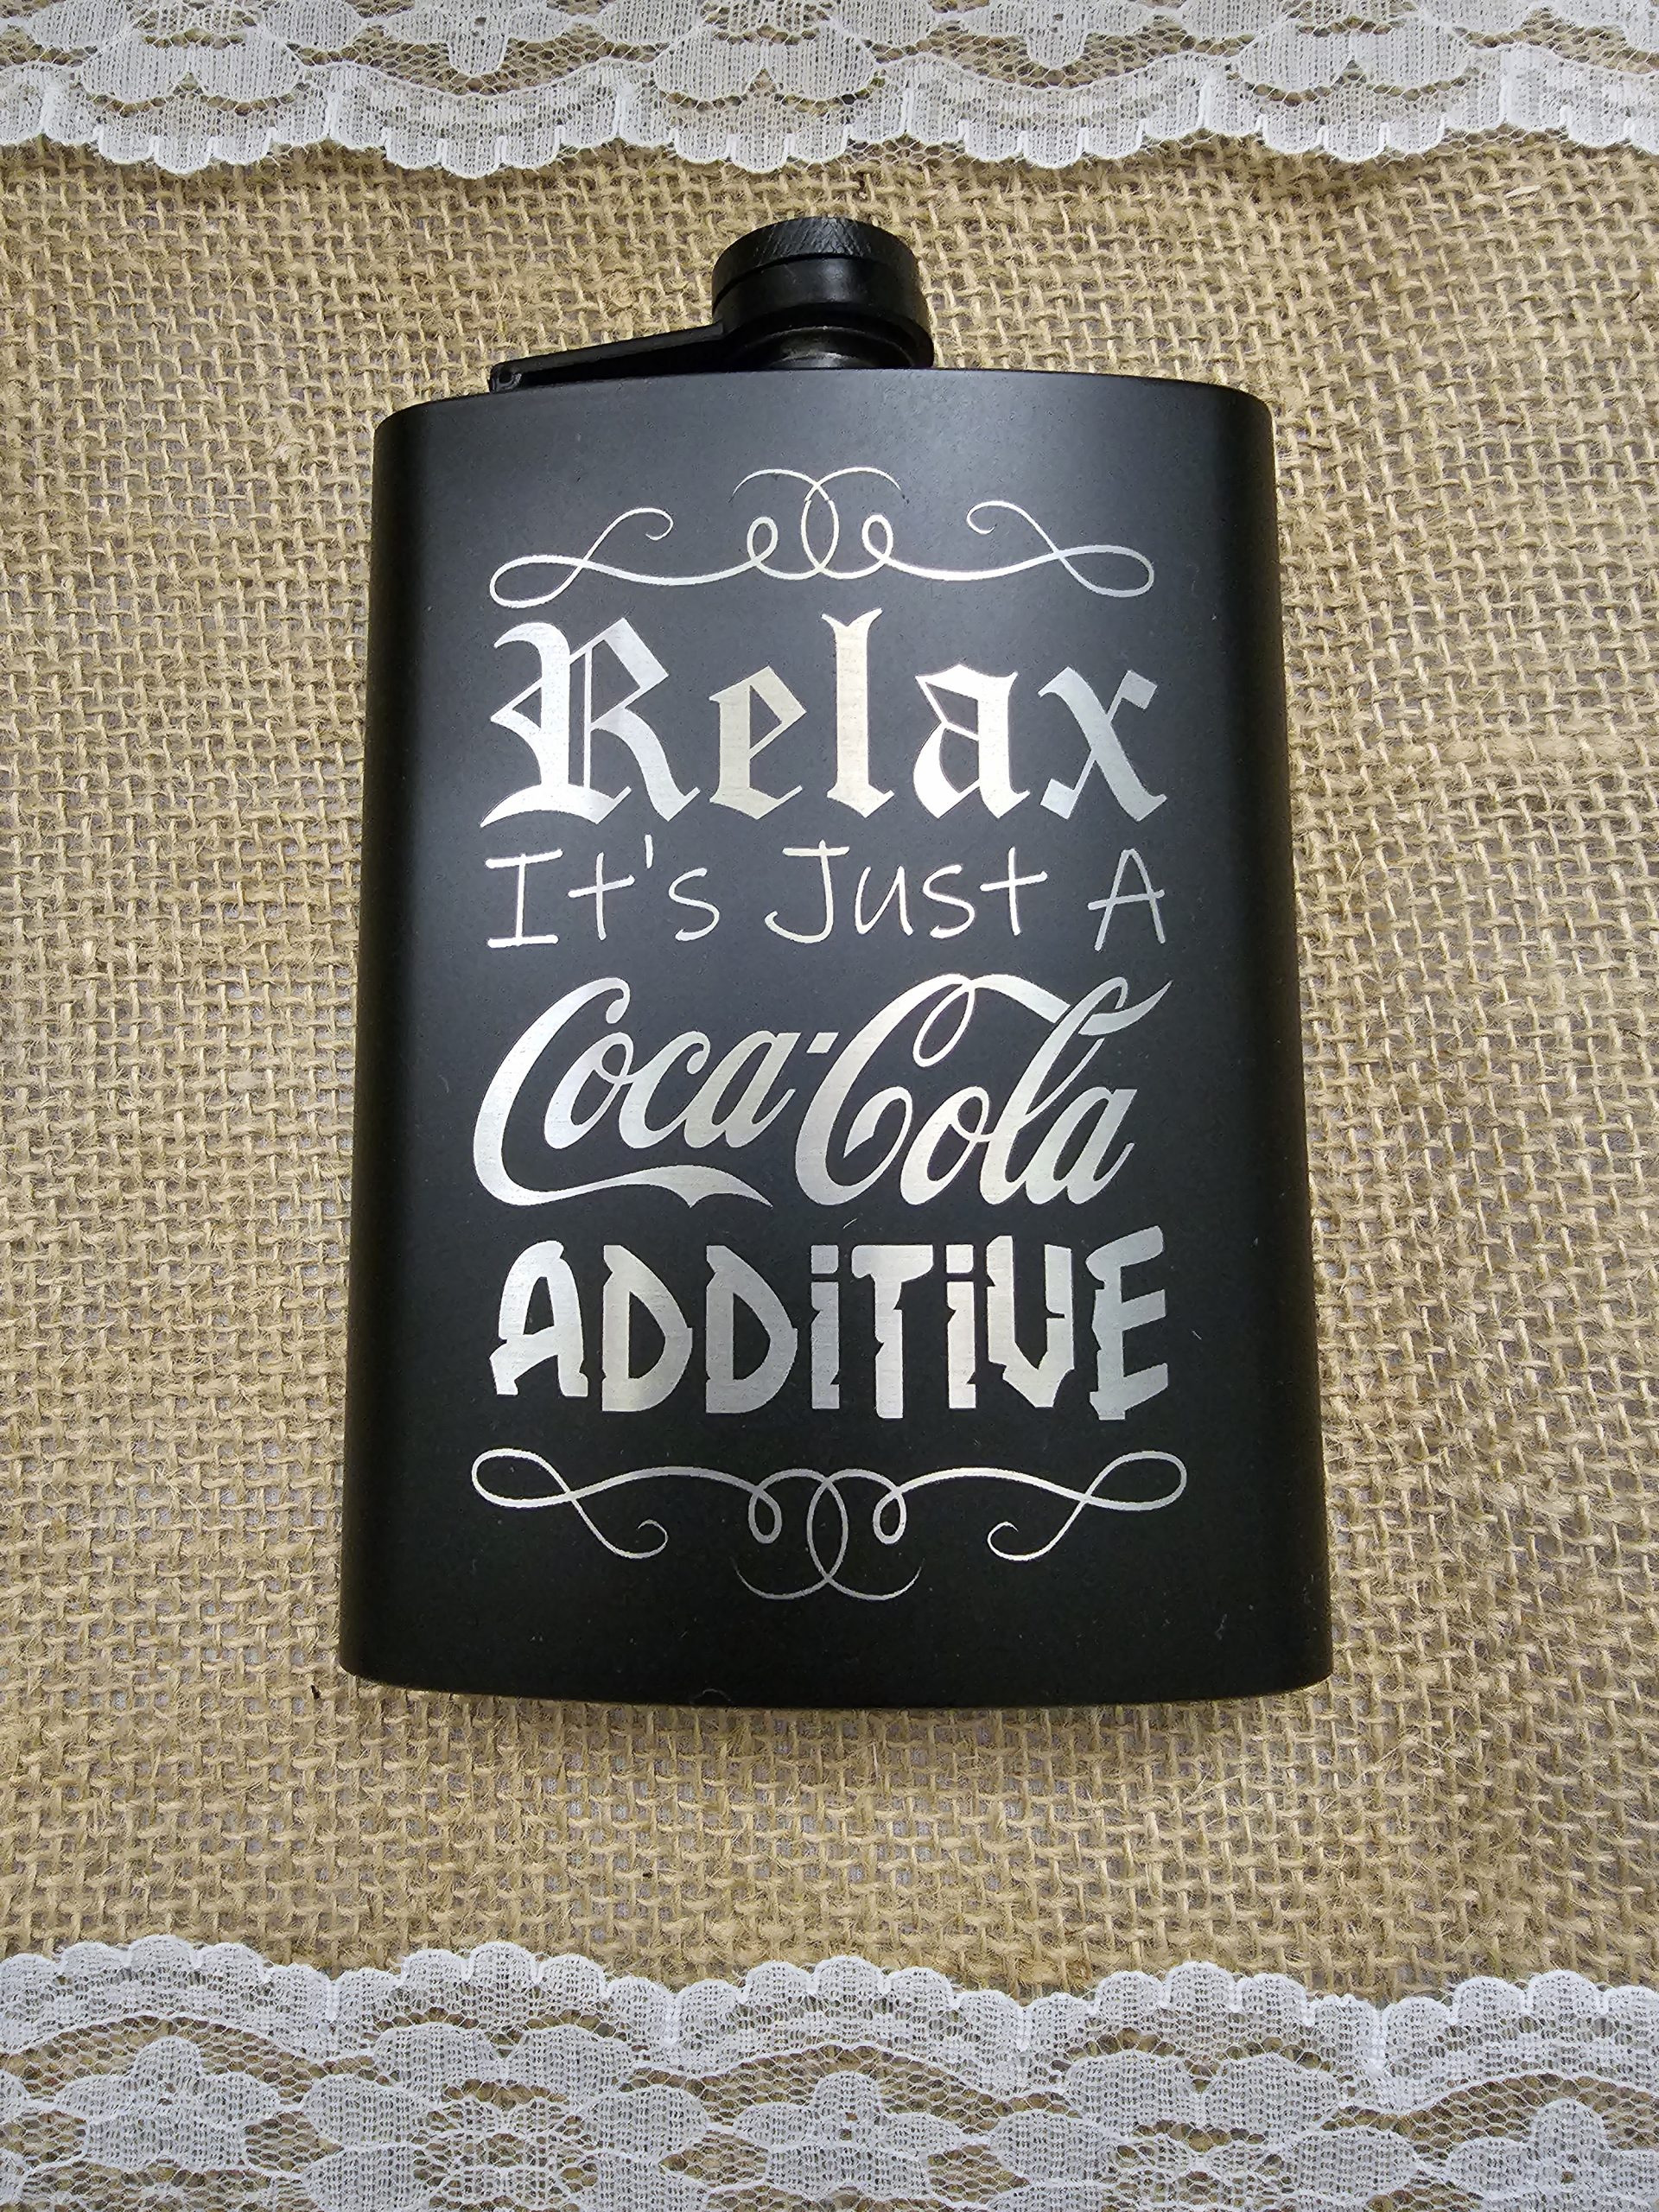 Relax
It's Just A
Coca-Cola
ADDiTiVE